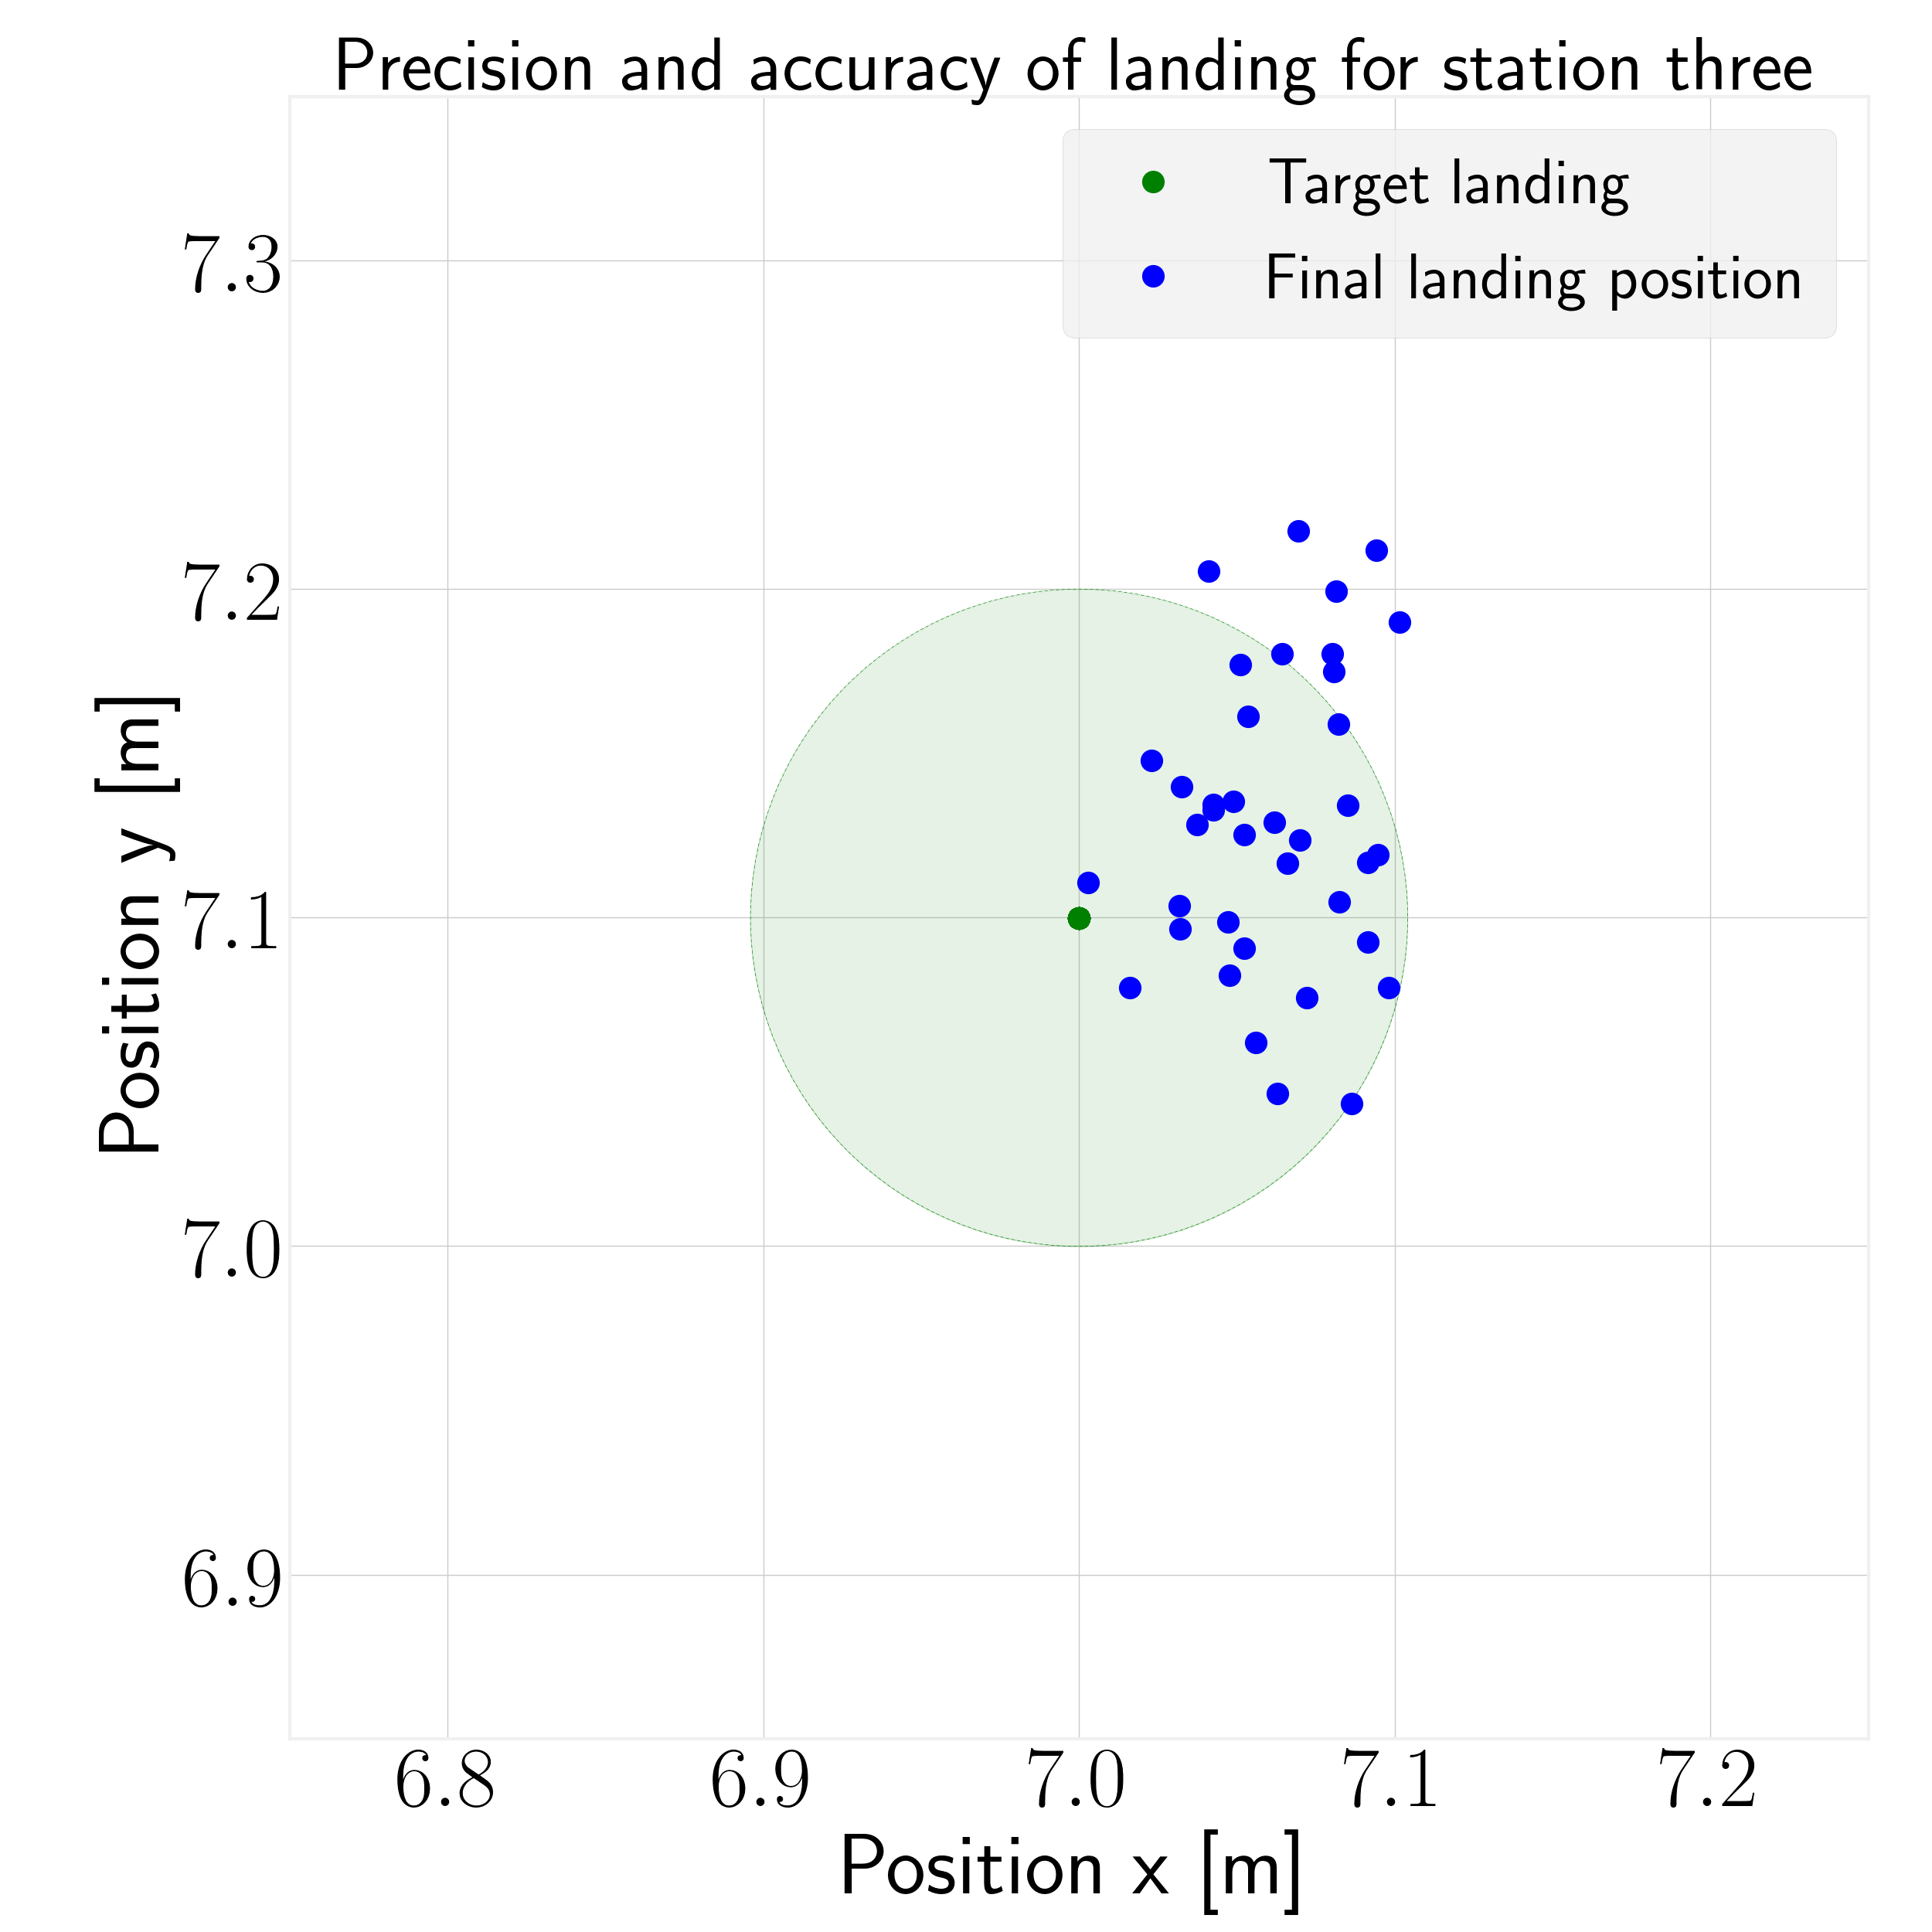 Precision and accuracy of landing for station three
Target landing
Final landing position
7.3
7.2
7.1
7.0
6.9
Position y [m]
6.8 6.9 7.0 7.1 7.2
Position x [m]